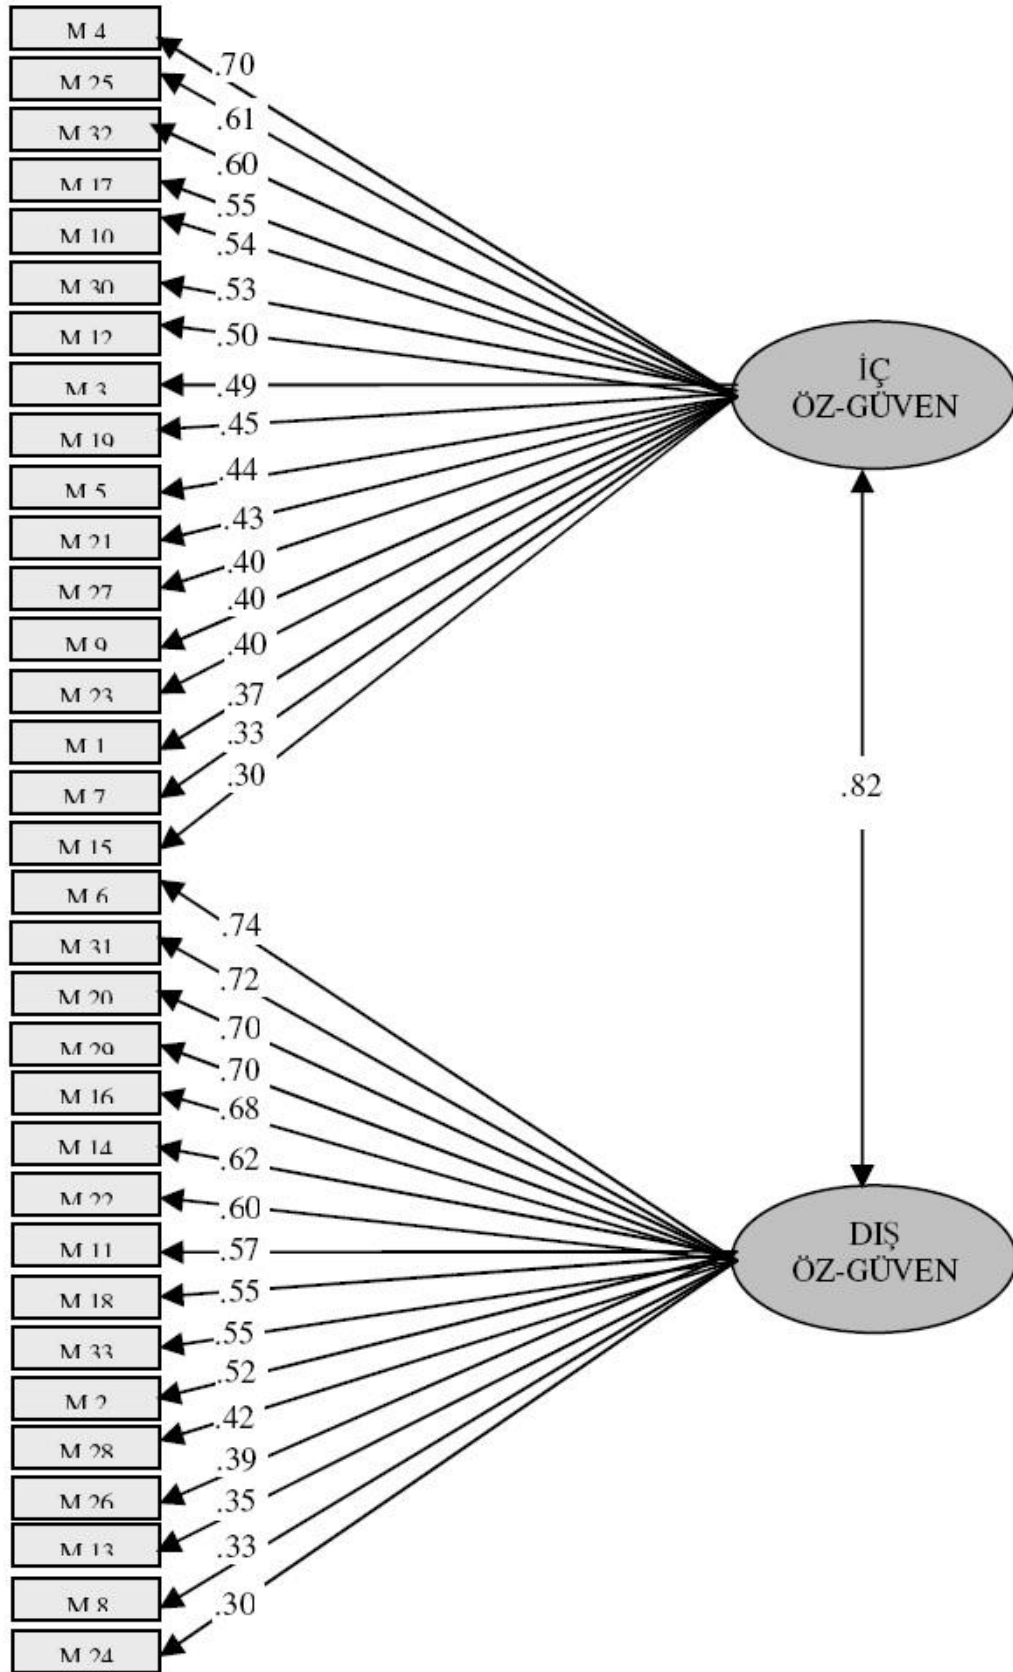 M 4
.70
M 25
.61
M 32
.60
M 17
.55
M 10
.54
M 30
.53
M 12
.50
M 3
.49
M 19
.45
M 5
.44
M 21
.43
M 27
.40
M 9
.40
M 23
.40
M 1
.37
M 7
.33
M 15
.30
İÇ
ÖZ-GÜVEN
.82
M 6
.74
M 31
.72
M 20
.70
M 29
.70
M 16
.68
M 14
.62
M 22
.60
M 11
.57
M 18
.55
M 33
.55
M 2
.52
M 28
.42
M 26
.39
M 13
.35
M 8
.33
M 24
.30
DIŞ
ÖZ-GÜVEN